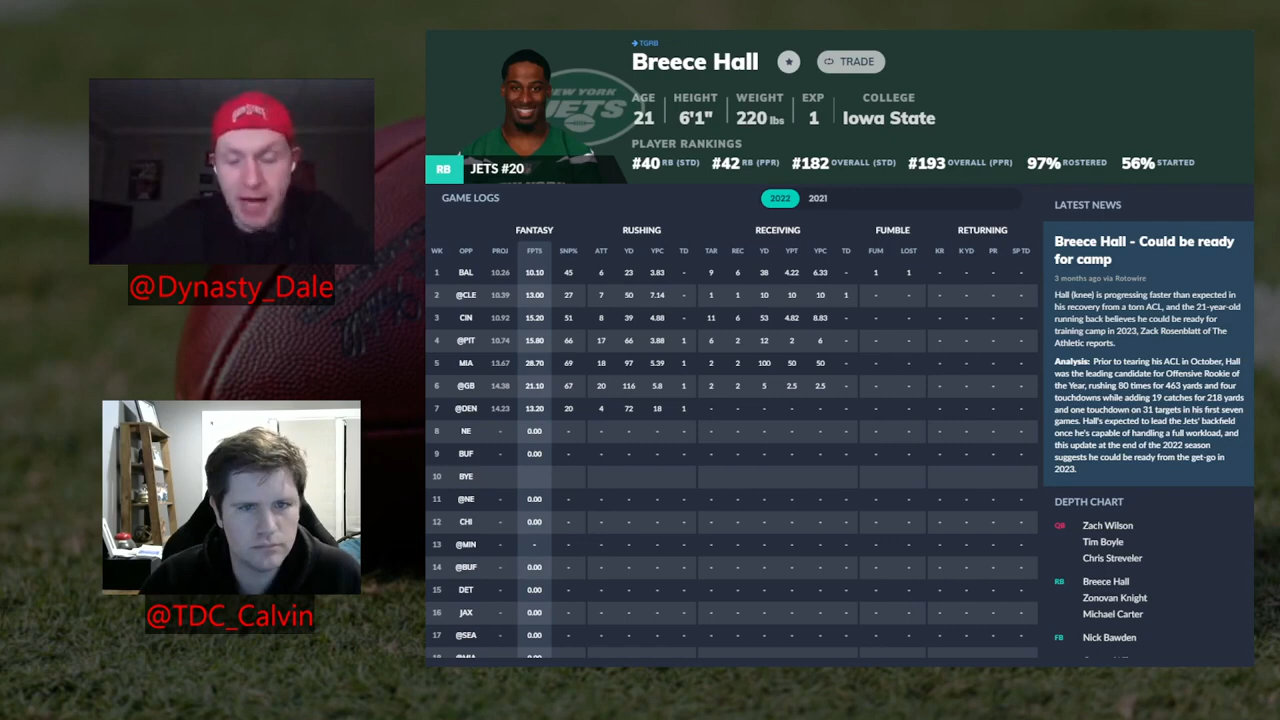 @Dynasty_Dale
@TDC_Calvin
TGRB
Breece Hall
TRADE
NEW YORK
JETS
AGE HEIGHT WEIGHT EXP COLLEGE
21 6'1" 220 lbs 1 Iowa State
PLAYER RANKINGS
#40 RB (STD) #42 RB (PPR) #182 OVERALL (STD) #193 OVERALL (PPR) 97% ROSTERED 56% STARTED
RB JETS #20
GAME LOGS 2022 2021
FANTASY RUSHING RECEIVING FUMBLE RETURNING
WK OPP PROJ FPTS SNP% ATT YD YPC TD TAR REC YD YPT YPC TD FUM LOST KR KYD PR SP TD
1 BAL 10.26 10.10 45 6 23 3.83 - 9 6 38 4.22 6.33 - 1 1 - - - -
2 @CLE 10.39 13.00 27 7 50 7.14 - 1 1 10 10 10 1 - - - - - -
3 CIN 10.92 15.20 51 8 39 4.88 - 11 6 53 4.82 8.83 - - - - - - -
4 @PIT 10.74 15.80 66 17 66 3.88 1 6 2 12 2 6 - - - - - - -
5 MIA 13.67 28.70 69 18 97 5.39 1 2 2 100 50 50 - - - - - - -
6 @GB 14.38 21.10 67 20 116 5.8 1 2 2 5 2.5 2.5 - - - - - - -
7 @DEN 14.23 13.20 20 4 72 18 1 - - - - - - - - - - - -
8 NE - 0.00 - - - - - - - - - - - - - - - - -
9 BUF - 0.00 - - - - - - - - - - - - - - - - -
10 BYE
11 @NE - 0.00 - - - - - - - - - - - - - - - - -
12 CHI - 0.00 - - - - - - - - - - - - - - - - -
13 @MIN - - - - - - - - - - - - - - - - - - -
14 @BUF - 0.00 - - - - - - - - - - - - - - - - -
15 DET - 0.00 - - - - - - - - - - - - - - - - -
16 JAX - 0.00 - - - - - - - - - - - - - - - - -
17 @SEA - 0.00 - - - - - - - - - - - - - - - - -
LATEST NEWS
Breece Hall - Could be ready
for camp
3 months ago via Rotowire
Hall (knee) is progressing faster than expected in
his recovery from a torn ACL, and the 21-year-old
running back believes he could be ready for
training camp in 2023, Zack Rosenblatt of The
Athletic reports.
Analysis: Prior to tearing his ACL in October, Hall
was the leading candidate for Offensive Rookie of
the Year, rushing 80 times for 463 yards and four
touchdowns while adding 19 catches for 218 yards
and one touchdown on 31 targets in his first seven
games. Hall's expected to lead the Jets' backfield
once he's capable of handling a full workload, and
this update at the end of the 2022 season
suggests he could be ready from the get-go in
2023.
DEPTH CHART
QB Zach Wilson
Tim Boyle
Chris Streveler
RB Breece Hall
Zonovan Knight
Michael Carter
FB Nick Bawden